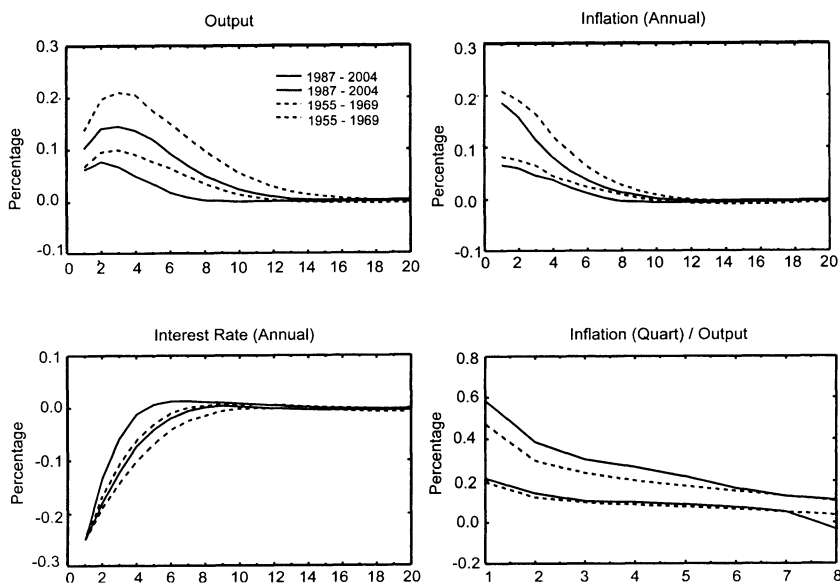 Output
Percentage
0.3
0.2
0.1
0.0
-0.1
0 2 4 6 8 10 12 14 16 18 20
1987 - 2004
1987 - 2004
1955 - 1969
1955 - 1969
Inflation (Annual)
Percentage
0.3
0.2
0.1
0.0
-0.1
0 2 4 6 8 10 12 14 16 18 20
Interest Rate (Annual)
Percentage
0.1
0.0
-0.1
-0.2
-0.3
0 2 4 6 8 10 12 14 16 18 20
Inflation (Quart) / Output
Percentage
0.8
0.6
0.4
0.2
0.0
-0.2
1 2 3 4 5 6 7 8